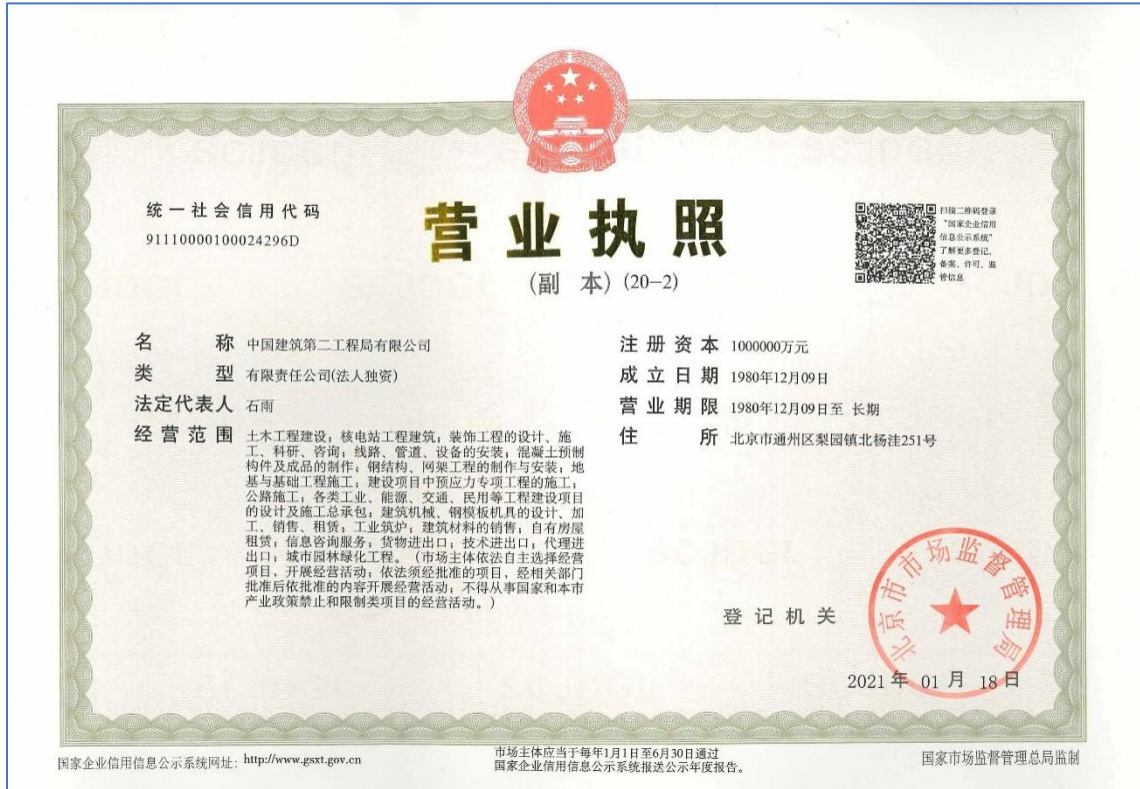 统一社会信用代码
91110000100024296D
营业执照
(副 本) (20-2)
扫描二维码登录
“国家企业信用
信息公示系统”
了解更多登记、
备案、许可、监
管信息
名 称 中国建筑第二工程局有限公司
类 型 有限责任公司(法人独资)
法定代表人 石雨
经营范围 土木工程建设；核电站工程建筑；装饰工程的设计、施
工、科研、咨询；线路、管道、设备的安装；混凝土预制
构件及成品的制作；钢结构、网架工程的制作与安装；地
基与基础工程施工；建设项目中预应力专项工程的施工；
公路施工；各类工业、能源、交通、民用等工程建设项目
的设计及施工总承包；建筑机械、钢模板机具的设计、加
工、销售、租赁；工业筑炉；建筑材料的销售；自有房屋
租赁；信息咨询服务；货物进出口；技术进出口；代理进
出口；城市园林绿化工程。（市场主体依法自主选择经营
项目，开展经营活动；依法须经批准的项目，经相关部门
批准后依批准的内容开展经营活动；不得从事国家和本市
产业政策禁止和限制类项目的经营活动。）
注册资本 1000000万元
成立日期 1980年12月09日
营业期限 1980年12月09日至 长期
住 所 北京市通州区梨园镇北杨洼251号
登记机关
北京市市场监督管理局
2021 年 01 月 18 日
国家企业信用信息公示系统网址：http://www.gsxt.gov.cn
市场主体应当于每年1月1日至6月30日通过
国家企业信用信息公示系统报送公示年度报告。
国家市场监督管理总局监制